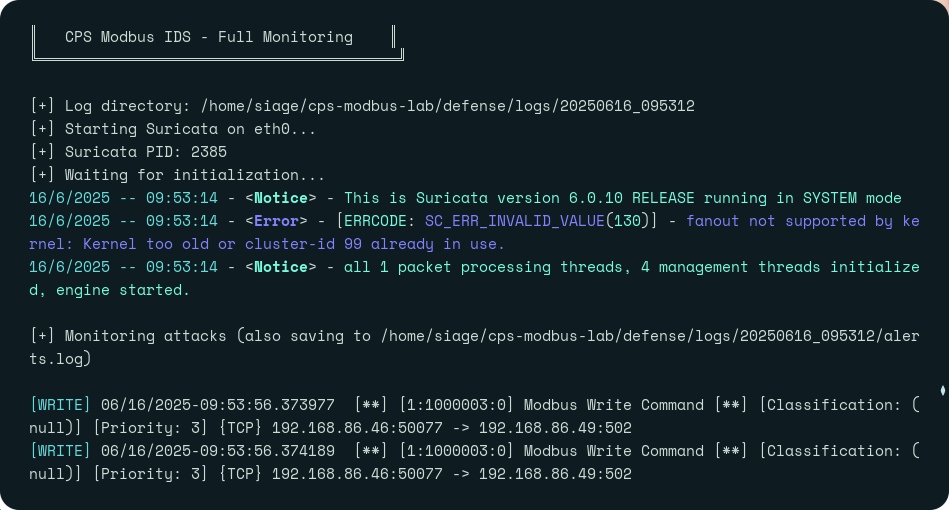 CPS Modbus IDS - Full Monitoring
[+] Log directory: /home/siage/cps-modbus-lab/defense/logs/20250616_095312
[+] Starting Suricata on eth0...
[+] Suricata PID: 2385
[+] Waiting for initialization...
16/6/2025 -- 09:53:14 - <Notice> - This is Suricata version 6.0.10 RELEASE running in SYSTEM mode
16/6/2025 -- 09:53:14 - <Error> - [ERRCODE: SC_ERR_INVALID_VALUE(130)] - fanout not supported by ke
rnel: Kernel too old or cluster-id 99 already in use.
16/6/2025 -- 09:53:14 - <Notice> - all 1 packet processing threads, 4 management threads initialize
d, engine started.
[+] Monitoring attacks (also saving to /home/siage/cps-modbus-lab/defense/logs/20250616_095312/aler
ts.log)
[WRITE] 06/16/2025-09:53:56.373977  [**] [1:1000003:0] Modbus Write Command [**] [Classification: (
null)] [Priority: 3] {TCP} 192.168.86.46:50077 -> 192.168.86.49:502
[WRITE] 06/16/2025-09:53:56.374189  [**] [1:1000003:0] Modbus Write Command [**] [Classification: (
null)] [Priority: 3] {TCP} 192.168.86.46:50077 -> 192.168.86.49:502